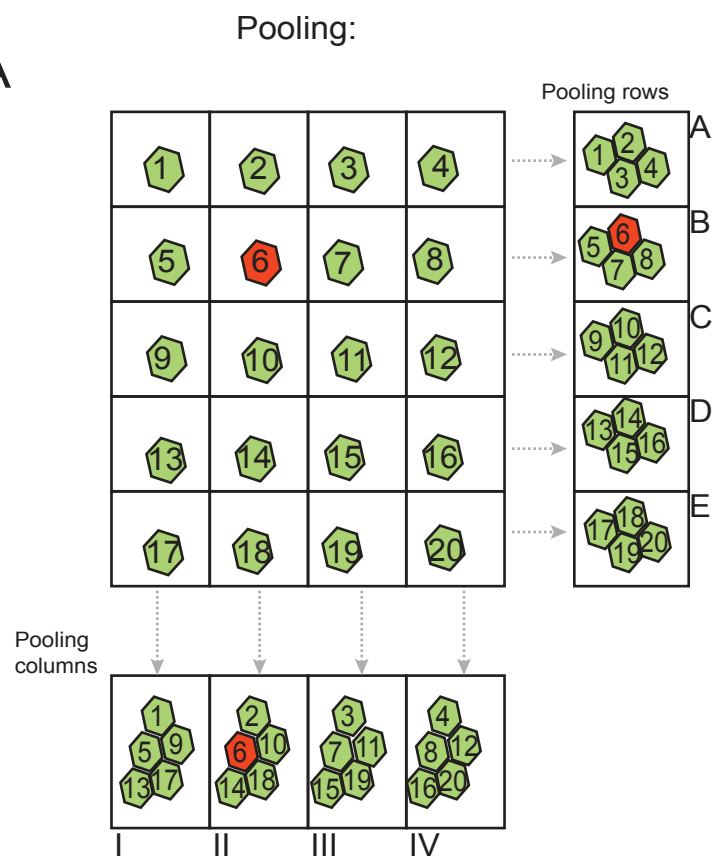 Pooling:
A
Pooling rows
1 2 3 4
1 2 3 4
A
5 6 7 8
5 6 7 8
B
9 10 11 12
9 10 11 12
C
13 14 15 16
13 14 15 16
D
17 18 19 20
17 18 19 20
E
Pooling
columns
1 5 9 13 17
2 6 10 14 18
3 7 11 15 19
4 8 12 16 20
I II III IV